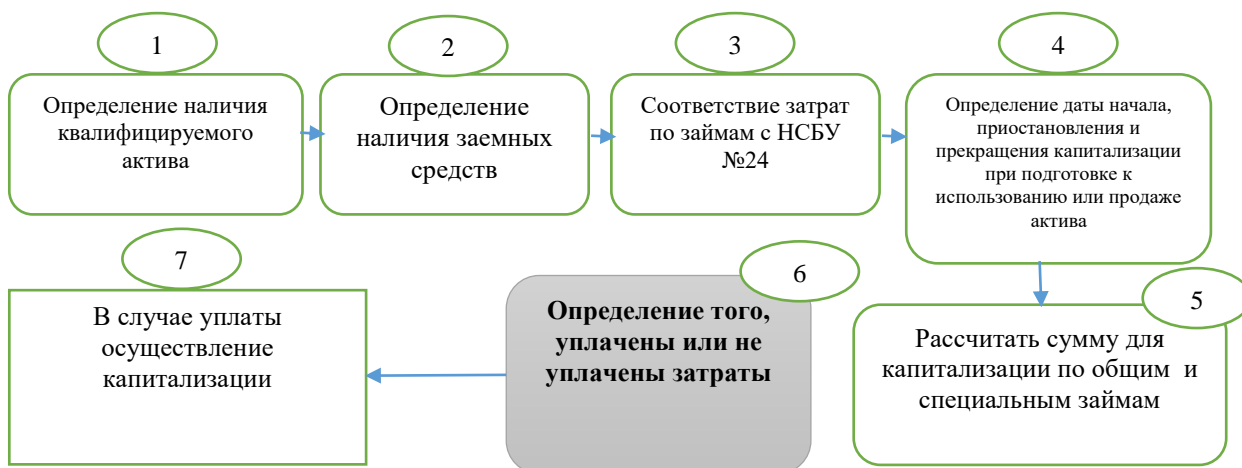 1
Определение наличия
квалифицируемого
актива
2
Определение
наличия заемных
средств
3
Соответствие затрат
по займам с НСБУ
№24
4
Определение даты начала,
приостановления и
прекращения капитализации
при подготовке к
использованию или продаже
актива
5
Рассчитать сумму для
капитализации по общим и
специальным займам
6
Определение того,
уплачены или не
уплачены затраты
7
В случае уплаты
осуществление
капитализации